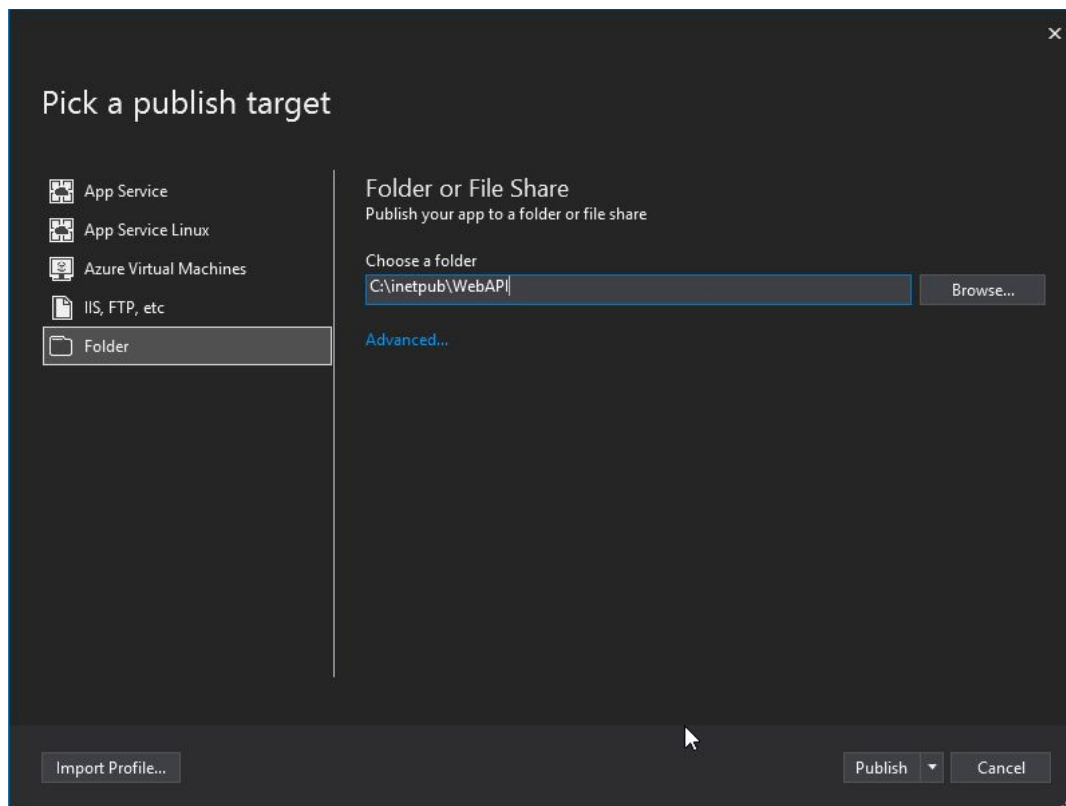 Pick a publish target
App Service
App Service Linux
Azure Virtual Machines
IIS, FTP, etc
Folder
Folder or File Share
Publish your app to a folder or file share
Choose a folder
C:\inetpub\WebAPI
Browse...
Advanced...
Import Profile...
Publish
Cancel